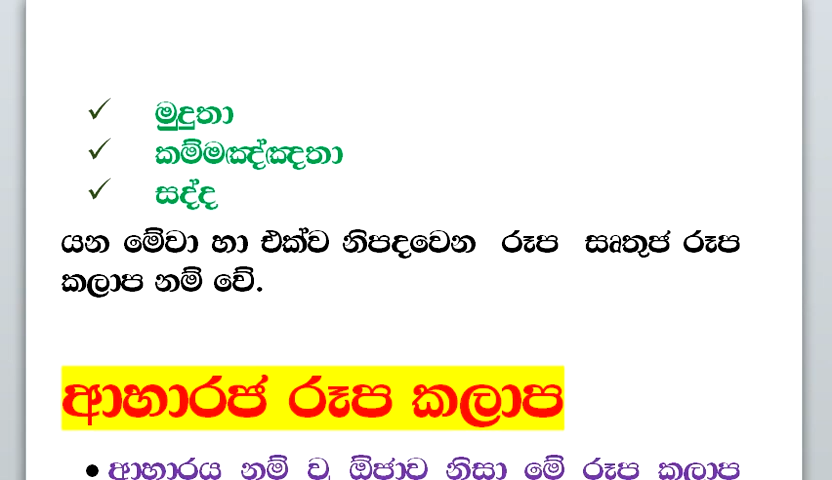 ✓ මුදුතා
✓ කම්මඤ්ඤතා
✓ සද්ද
යන මේවා හා එක්ව නිපදවෙන රූප සෘතුජ රූප
කලාප නම් වේ.
ආහාරජ රූප කලාප
● ආහාරය නම් වූ ඕජාව නිසා මේ රූප කලාප